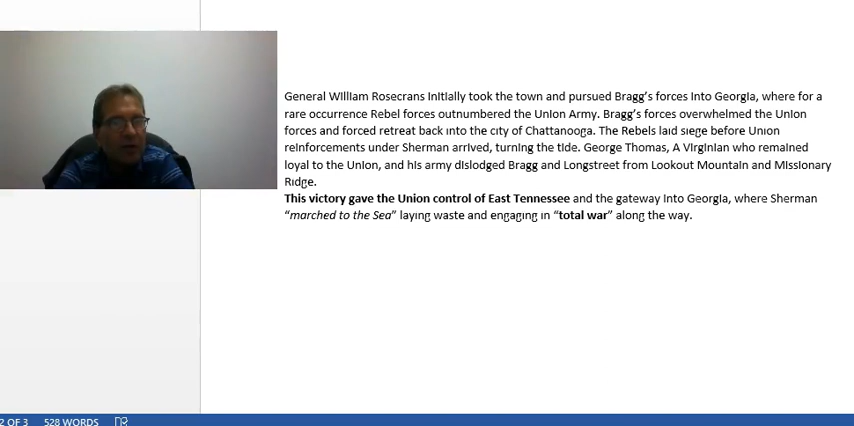 General William Rosecrans initially took the town and pursued Bragg's forces into Georgia, where for a
rare occurrence Rebel forces outnumbered the Union Army. Bragg's forces overwhelmed the Union
forces and forced retreat back into the city of Chattanooga. The Rebels laid siege before Union
reinforcements under Sherman arrived, turning the tide. George Thomas, A Virginian who remained
loyal to the Union, and his army dislodged Bragg and Longstreet from Lookout Mountain and Missionary
Ridge.
This victory gave the Union control of East Tennessee and the gateway into Georgia, where Sherman
“marched to the Sea” laying waste and engaging in “total war” along the way.
2 OF 3 528 WORDS